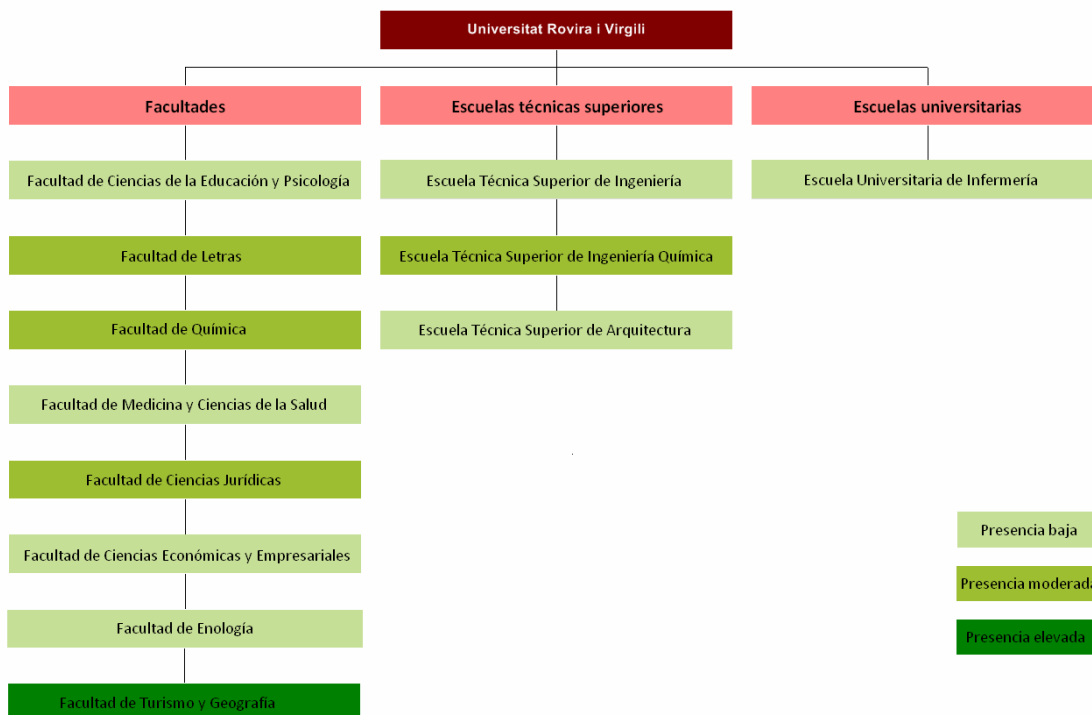 Universitat Rovira i Virgili
Facultades
Escuelas técnicas superiores
Escuelas universitarias
Facultad de Ciencias de la Educación y Psicología
Escuela Técnica Superior de Ingeniería
Escuela Universitaria de Infermería
Facultad de Letras
Escuela Técnica Superior de Ingeniería Química
Facultad de Química
Escuela Técnica Superior de Arquitectura
Facultad de Medicina y Ciencias de la Salud
Facultad de Ciencias Jurídicas
Facultad de Ciencias Económicas y Empresariales
Facultad de Enología
Facultad de Turismo y Geografía
Presencia baja
Presencia moderada
Presencia elevada